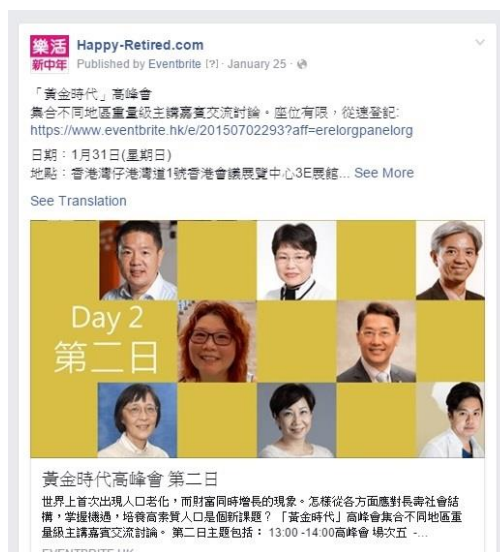 樂活 Happy-Retired.com
新中年 Published by Eventbrite [?] · January 25 ·
「黃金時代」高峰會
集合不同地區重量級主講嘉賓交流討論。座位有限，從速登記:
https://www.eventbrite.hk/e/20150702293?aff=erelorgpanelorg
日期：1月31日(星期日)
地點：香港灣仔港灣道1號香港會議展覽中心3E展館... See More
See Translation
Day 2
第二日
黃金時代高峰會 第二日
世界上首次出現人口老化，而財富同時增長的現象。怎樣從各方面應對長壽社會結
構，掌握機遇，培養高素質人口是個新課題？ 「黃金時代」高峰會集合不同地區重
量級主講嘉賓交流討論。 第二日主題包括： 13:00 -14:00高峰會 場次五 -...
EVENTBRITE.HK